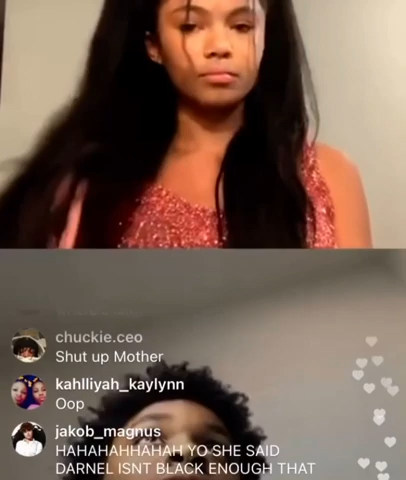 chuckie.ceo
Shut up Mother
kahlliyah_kaylynn
Oop
jakob_magnus
HAHAHAHHAHAH YO SHE SAID
DARNEL ISNT BLACK ENOUGH THAT